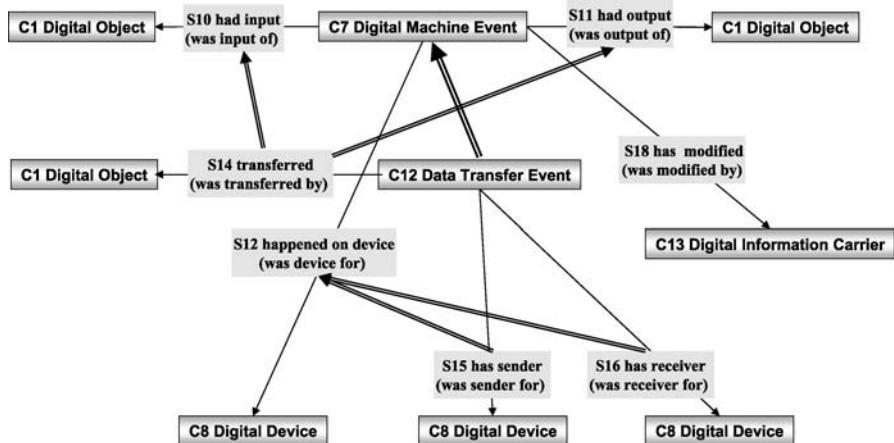 C1 Digital Object
S10 had input
(was input of)
C7 Digital Machine Event
S11 had output
(was output of)
C1 Digital Object
C1 Digital Object
S14 transferred
(was transferred by)
C12 Data Transfer Event
S18 has modified
(was modified by)
S12 happened on device
(was device for)
C13 Digital Information Carrier
S15 has sender
(was sender for)
S16 has receiver
(was receiver for)
C8 Digital Device
C8 Digital Device
C8 Digital Device